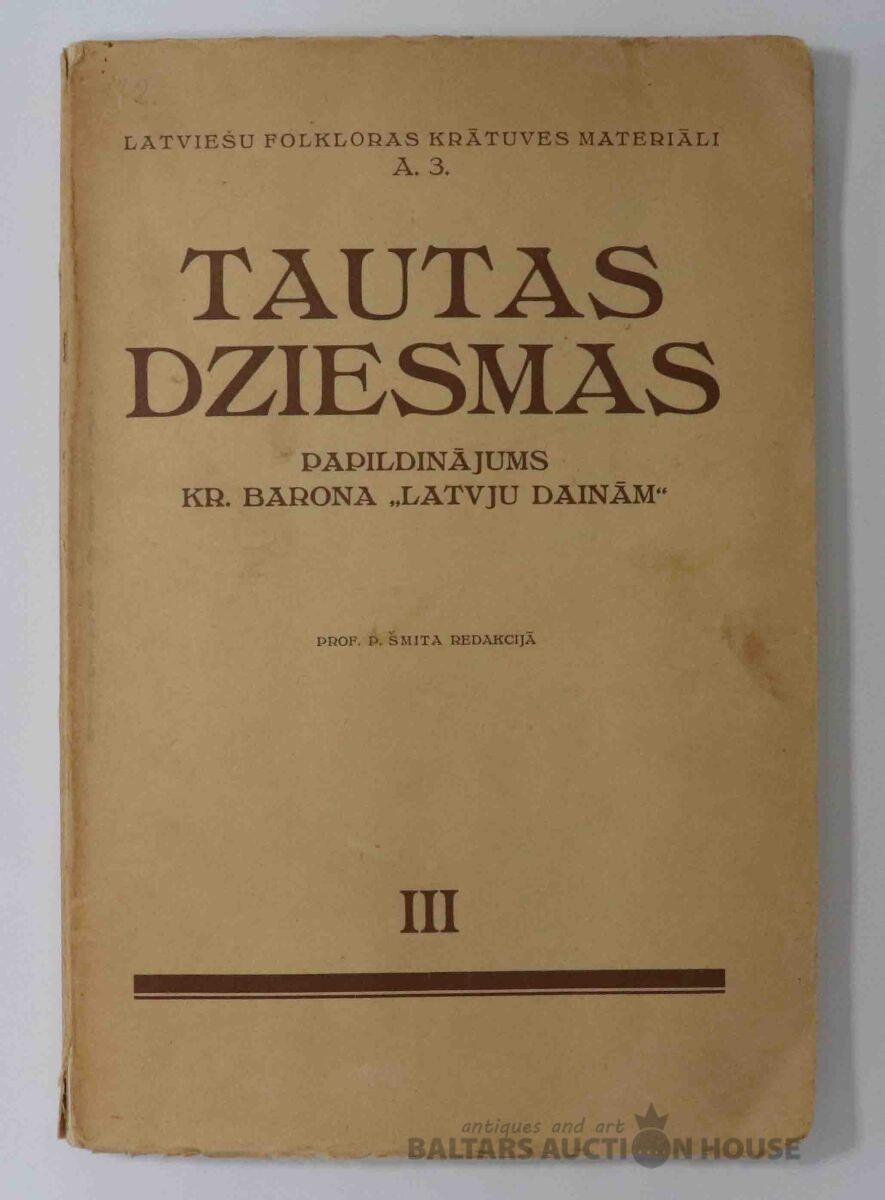 LATVIEŠU FOLKLORAS KRĀTUVES MATERIĀLI
A. 3.
TAUTAS
DZIESMAS
PAPILDINĀJUMS
KR. BARONA „LATVJU DAINĀM“
PROF. P. ŠMITA REDAKCIJĀ
III
antiques and art
BALTARS AUCTION HOUSE